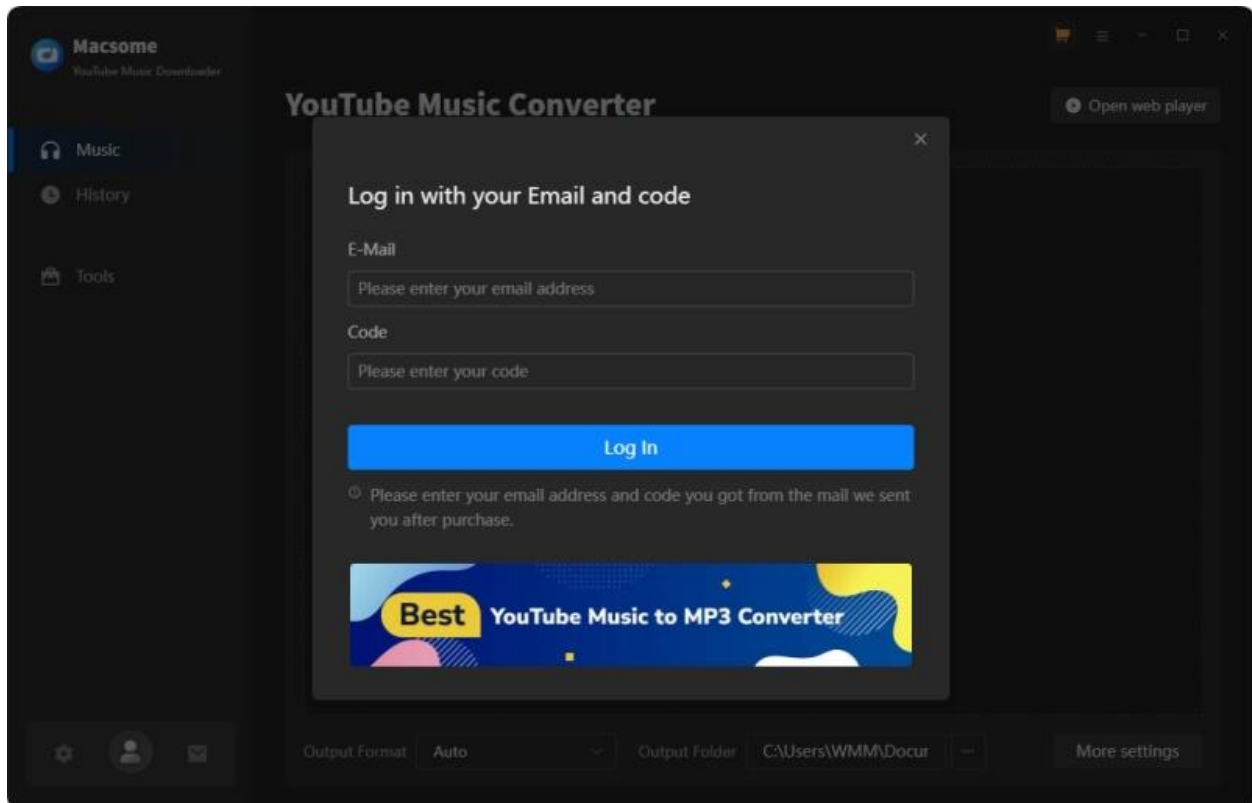 Macsome
YouTube Music Downloader
YouTube Music Converter
Open web player
Music
History
Tools
Log in with your Email and code
E-Mail
Please enter your email address
Code
Please enter your code
Log In
Please enter your email address and code you got from the mail we sent
you after purchase.
Best YouTube Music to MP3 Converter
Output Format Auto Output Folder C:\Users\WMM\Docur ... More settings